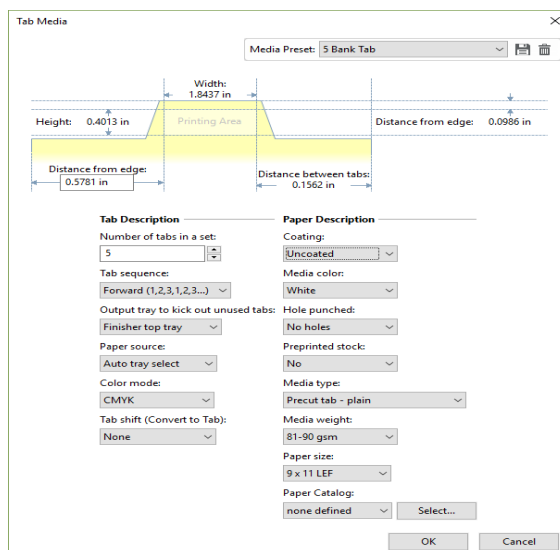 Tab Media
Media Preset: 5 Bank Tab
Width:
1.8437 in
Height: 0.4013 in
Printing Area
Distance from edge: 0.0986 in
Distance from edge:
0.5781 in
Distance between tabs:
0.1562 in
Tab Description
Number of tabs in a set:
5
Tab sequence:
Forward (1,2,3,1,2,3...)
Output tray to kick out unused tabs:
Finisher top tray
Paper source:
Auto tray select
Color mode:
CMYK
Tab shift (Convert to Tab):
None
Paper Description
Coating:
Uncoated
Media color:
White
Hole punched:
No holes
Preprinted stock:
No
Media type:
Precut tab - plain
Media weight:
81-90 gsm
Paper size:
9 x 11 LEF
Paper Catalog:
none defined
Select...
OK
Cancel